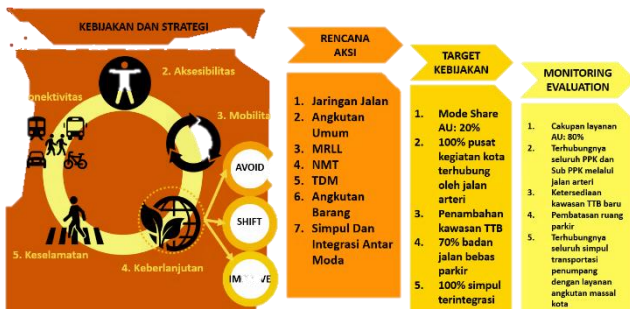 KEBIJAKAN DAN STRATEGI
2. Aksesibilitas
onektivitas
3. Mobilita
AVOID
SHIFT
5. Keselamatan
4. Keberlanjutan
RENCANA
AKSI
1. Jaringan Jalan
2. Angkutan
Umum
3. MRLL
4. NMT
5. TDM
6. Angkutan
Barang
7. Simpul Dan
Integrasi Antar
Moda
TARGET
KEBIJAKAN
1. Mode Share
AU: 20%
2. 100% pusat
kegiatan kota
terhubung
oleh jalan
arteri
3. Penambahan
kawasan TTB
4. 70% badan
jalan bebas
parkir
5. 100% simpul
terintegrasi
MONITORING
EVALUATION
1. Cakupan layanan
AU: 80%
2. Terhubungnya
seluruh PPK dan
Sub PPK melalui
jalan arteri
3. Ketersediaan
kawasan TTB baru
4. Pembatasan ruang
parkir
5. Terhubungnya
seluruh simpul
transportasi
penumpang
dengan layanan
angkutan massal
kota